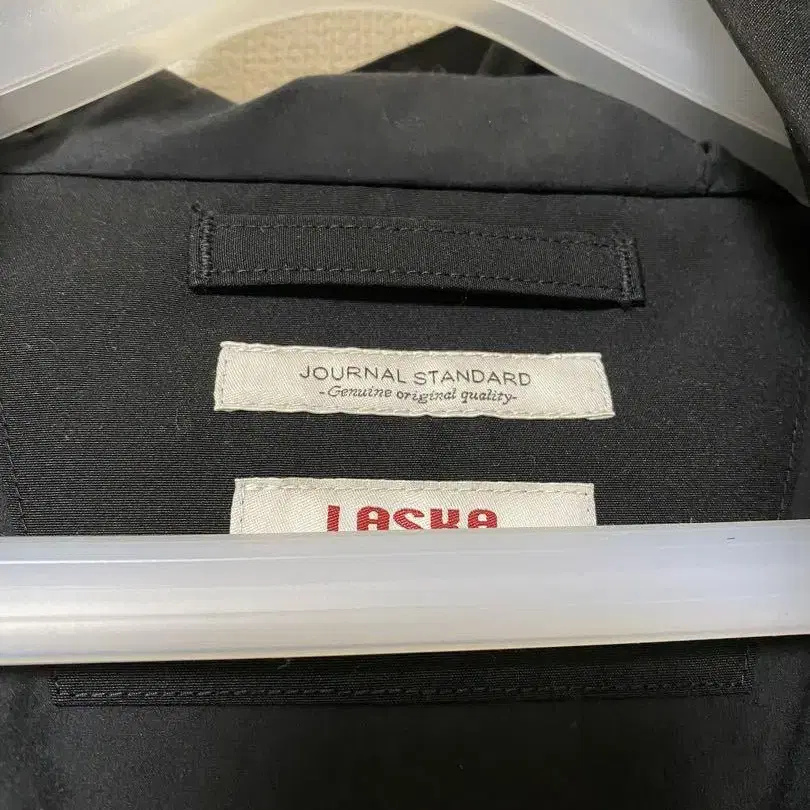 JOURNAL STANDARD
-Genuine original quality-
LASKA